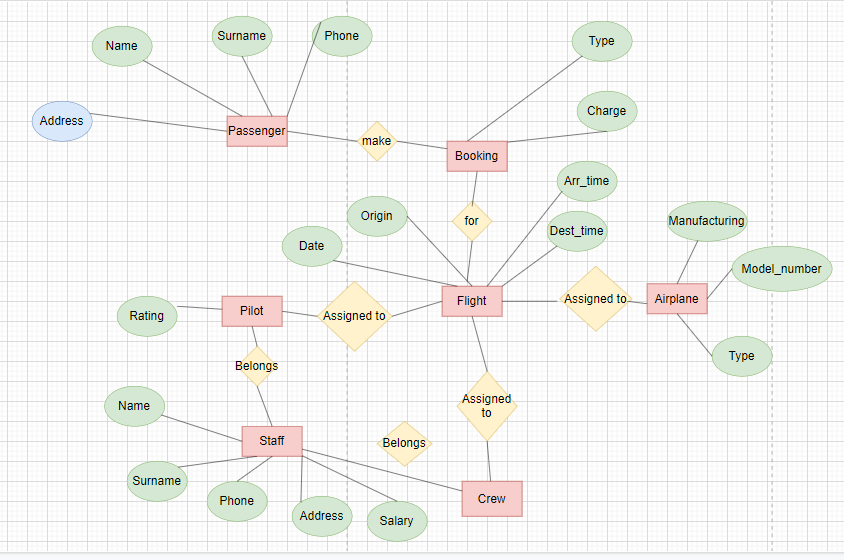 Name
Surname
Phone
Type
Address
Passenger
make
Booking
Charge
Arr_time
Origin
for
Dest_time
Manufacturing
Date
Model_number
Rating
Pilot
Assigned to
Flight
Assigned to
Airplane
Type
Belongs
Name
Assigned
to
Staff
Belongs
Surname
Phone
Address
Salary
Crew